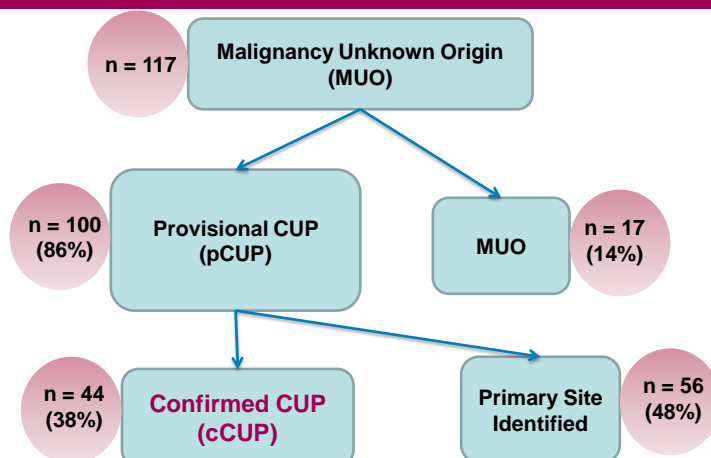 n = 117
Malignancy Unknown Origin
(MUO)
n = 100
(86%)
Provisional CUP
(pCUP)
MUO
n = 17
(14%)
n = 44
(38%)
Confirmed CUP
(cCUP)
Primary Site
Identified
n = 56
(48%)